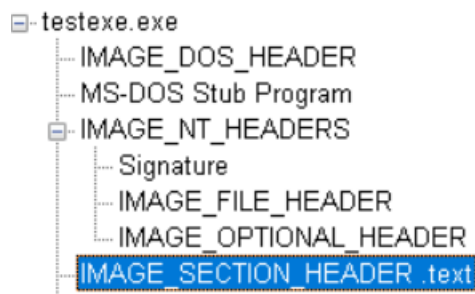 testexe.exe
IMAGE_DOS_HEADER
MS-DOS Stub Program
IMAGE_NT_HEADERS
Signature
IMAGE_FILE_HEADER
IMAGE_OPTIONAL_HEADER
IMAGE_SECTION_HEADER .text